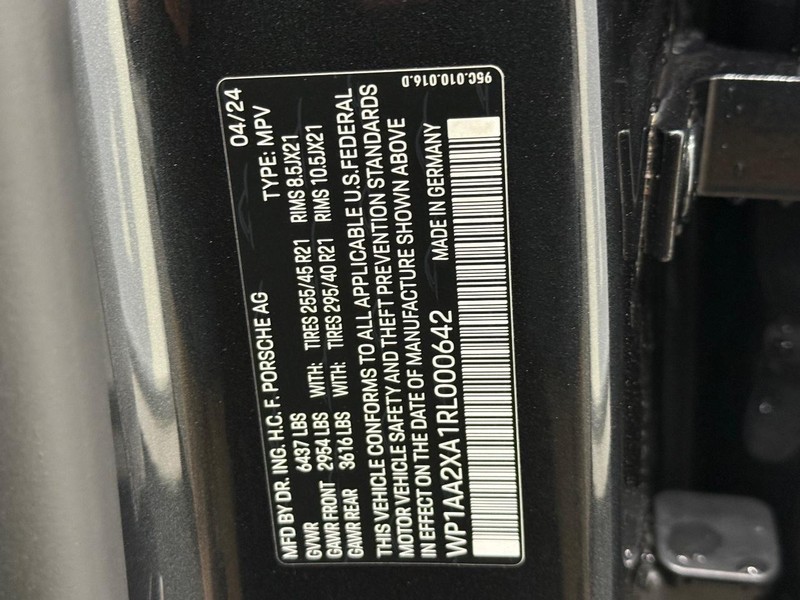 MFD BY DR. ING. H.C. F. PORSCHE AG 04/24
GVWR 6437 LBS TYPE: MPV
GAWR FRONT 2954 LBS WITH: TIRES 255/45 R21 RIMS 8.5JX21
GAWR REAR 3616 LBS WITH: TIRES 295/40 R21 RIMS 10.5JX21
THIS VEHICLE CONFORMS TO ALL APPLICABLE U.S. FEDERAL
MOTOR VEHICLE SAFETY AND THEFT PREVENTION STANDARDS
IN EFFECT ON THE DATE OF MANUFACTURE SHOWN ABOVE
WP1AA2XA1RL000642 MADE IN GERMANY
95C.010.016.D